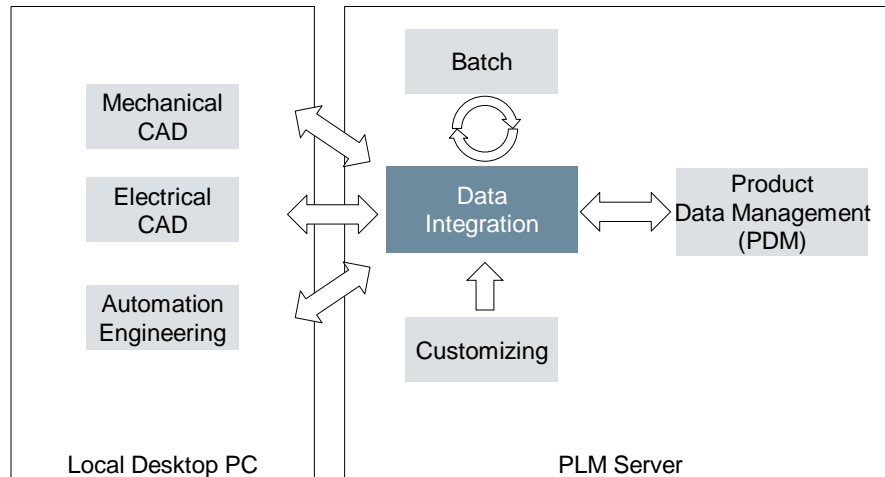 Mechanical
CAD
Electrical
CAD
Automation
Engineering
Local Desktop PC
Batch
Data
Integration
Customizing
Product
Data Management
(PDM)
PLM Server